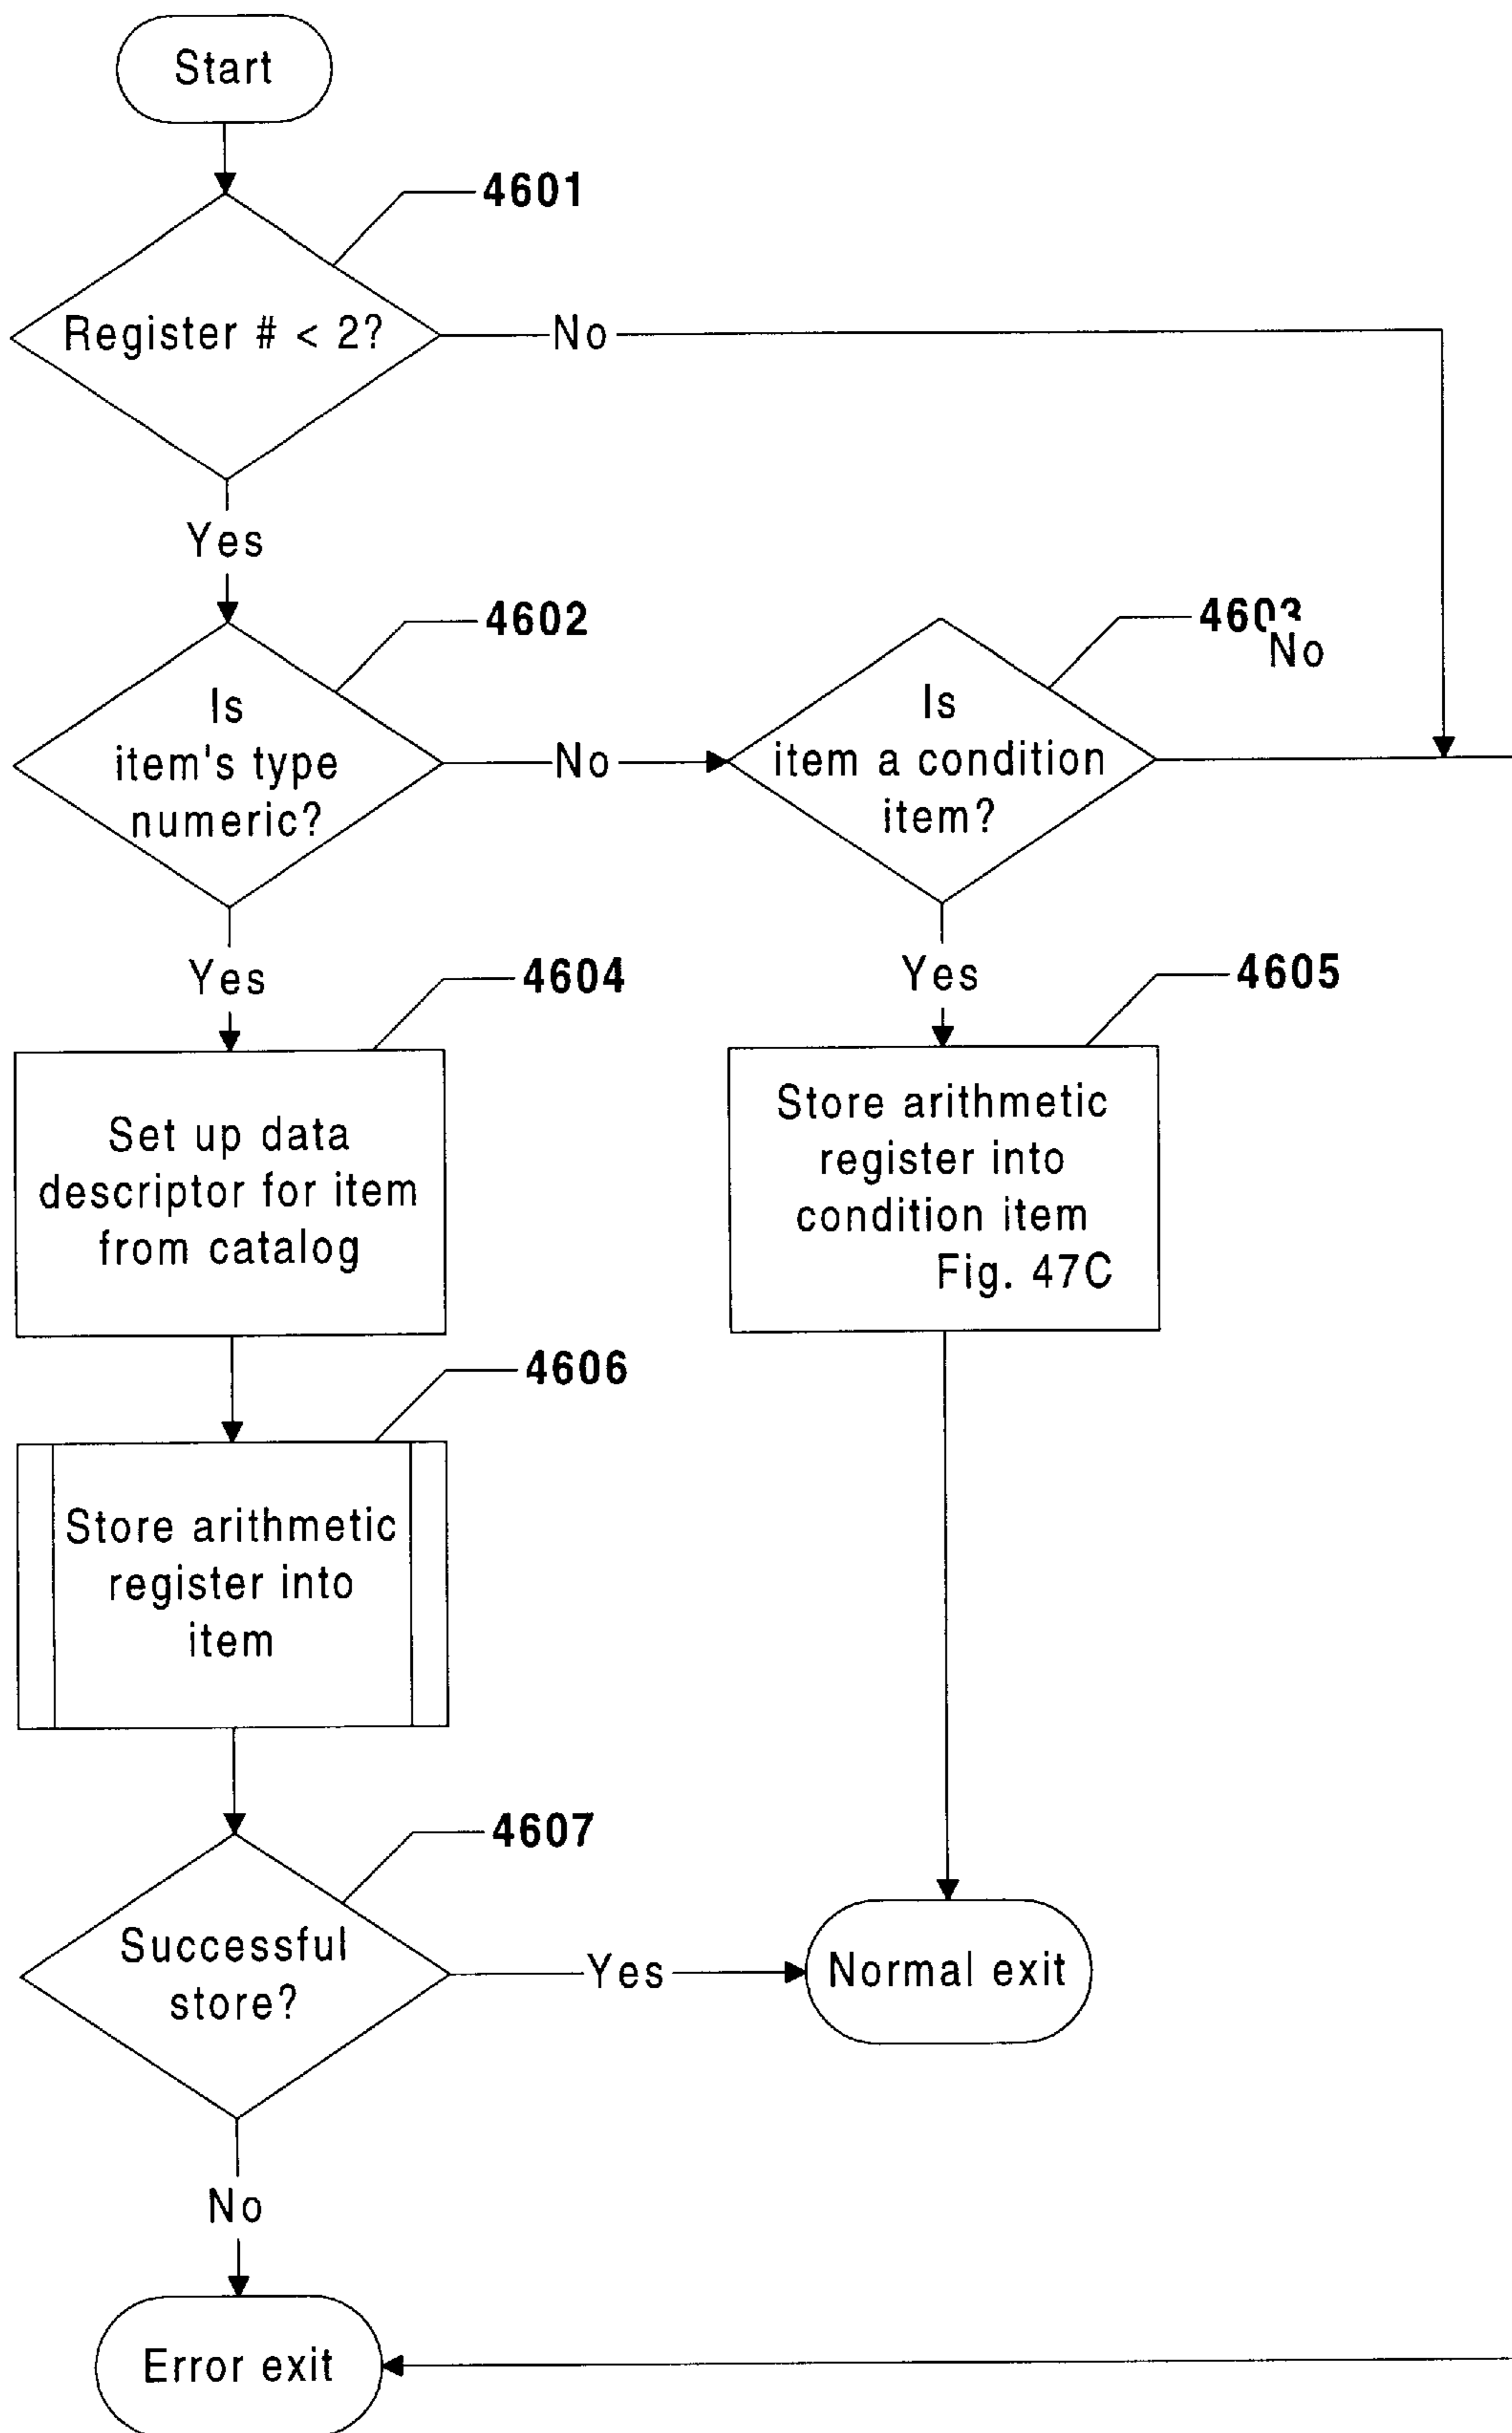 Start
4601
Register # < 2?
No
Yes
4602
4603
No
Is
item's type
numeric?
No
Is
item a condition
item?
Yes
4604
Yes
4605
Set up data
descriptor for item
from catalog
Store arithmetic
register into
condition item
Fig. 47C
4606
Store arithmetic
register into
item
4607
Successful
store?
Yes
Normal exit
No
Error exit